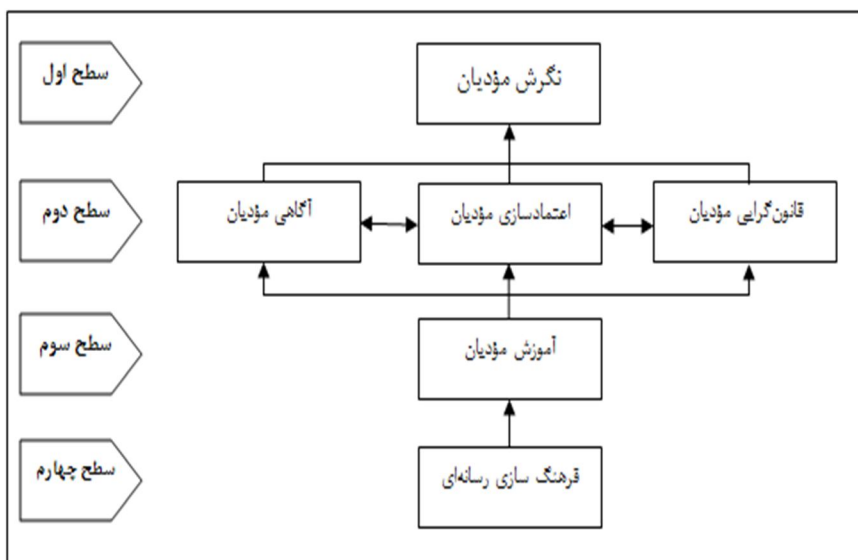 سطح اول
نگرش مؤدیان
سطح دوم
قانون‌گرایی مؤدیان
اعتمادسازی مؤدیان
آگاهی مؤدیان
سطح سوم
آموزش مؤدیان
سطح چهارم
فرهنگ سازی رسانه‌ای